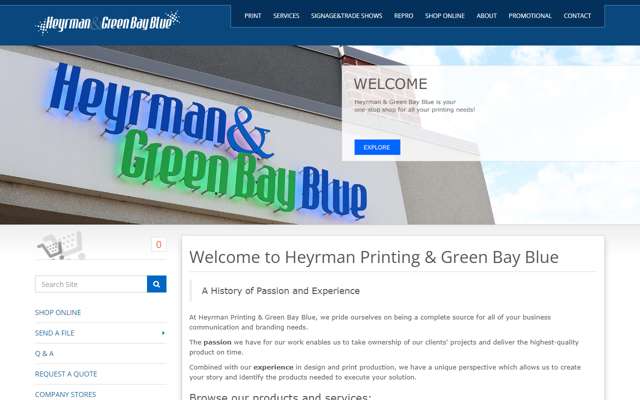 Heyrman & Green Bay Blue
PRINT SERVICES SIGNAGE&TRADE SHOWS REPRO SHOP ONLINE ABOUT PROMOTIONAL CONTACT
Heyrman &
Green Bay Blue
WELCOME
Heyrman & Green Bay Blue is your
one-stop shop for all your printing needs!
EXPLORE
0
Search Site
SHOP ONLINE
SEND A FILE
Q & A
REQUEST A QUOTE
COMPANY STORES
Welcome to Heyrman Printing & Green Bay Blue
A History of Passion and Experience
At Heyrman Printing & Green Bay Blue, we pride ourselves on being a complete source for all of your business
communication and branding needs.
The passion we have for our work enables us to take ownership of our clients' projects and deliver the highest-quality
product on time.
Combined with our experience in design and print production, we have a unique perspective which allows us to create
your story and identify the products needed to execute your solution.
Browse our products and services: